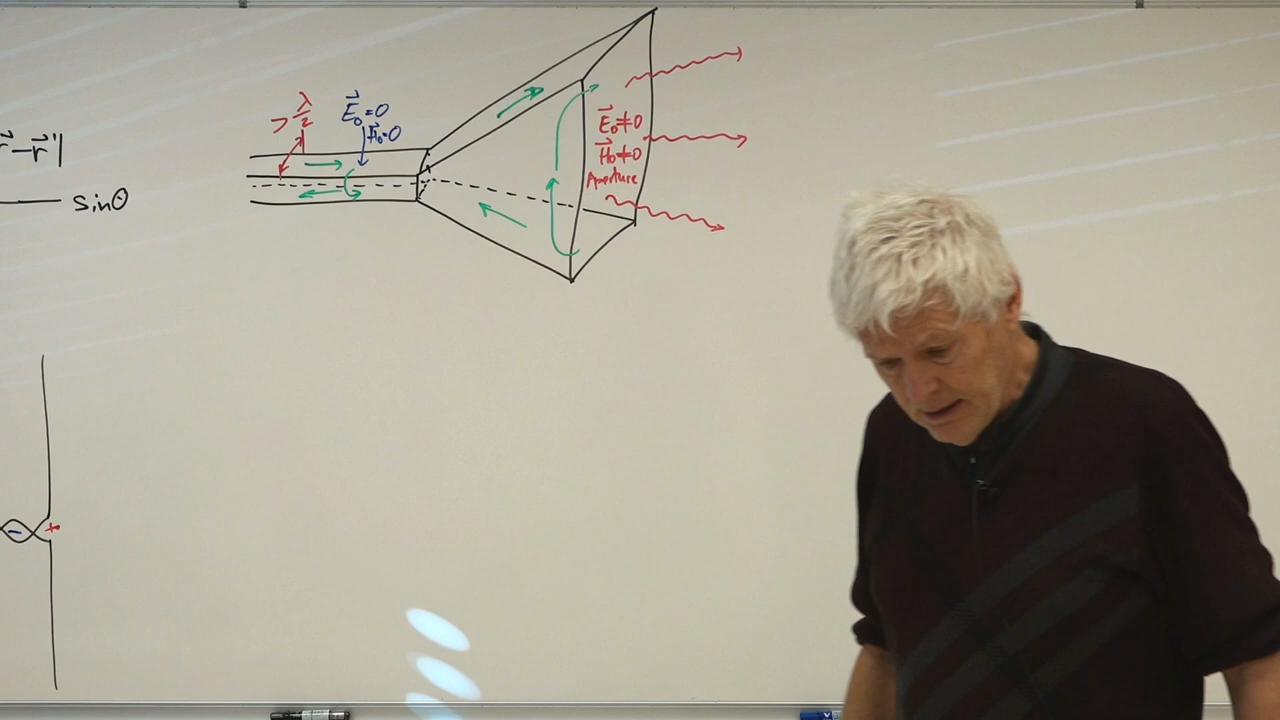 r⃗-r⃗'|
sinΘ
> λ/2
E⃗₀=0
H⃗₀=0
E⃗₀≠0
H⃗₀≠0
Aperture
-
+